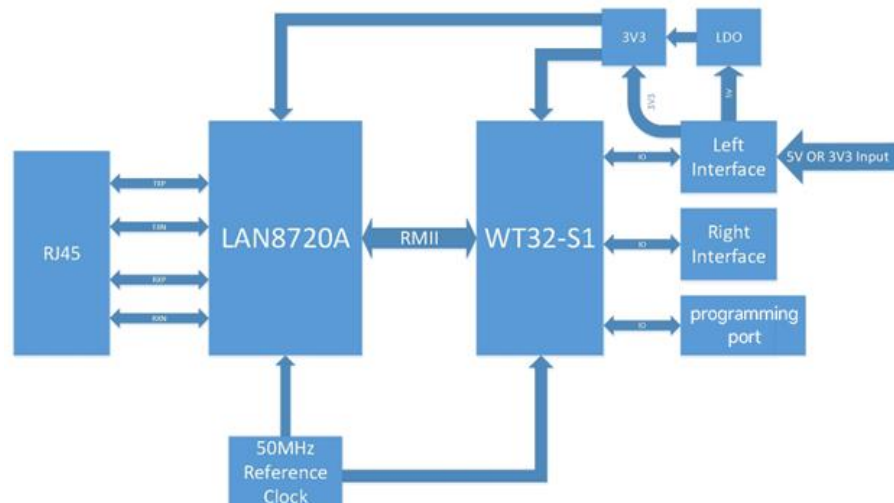 3V3
LDO
3V3
5V
Left
Interface
5V OR 3V3 Input
IO
RJ45
TXP
TXN
RXP
RXN
LAN8720A
RMII
WT32-S1
IO
Right
Interface
IO
programming
port
50MHz
Reference
Clock